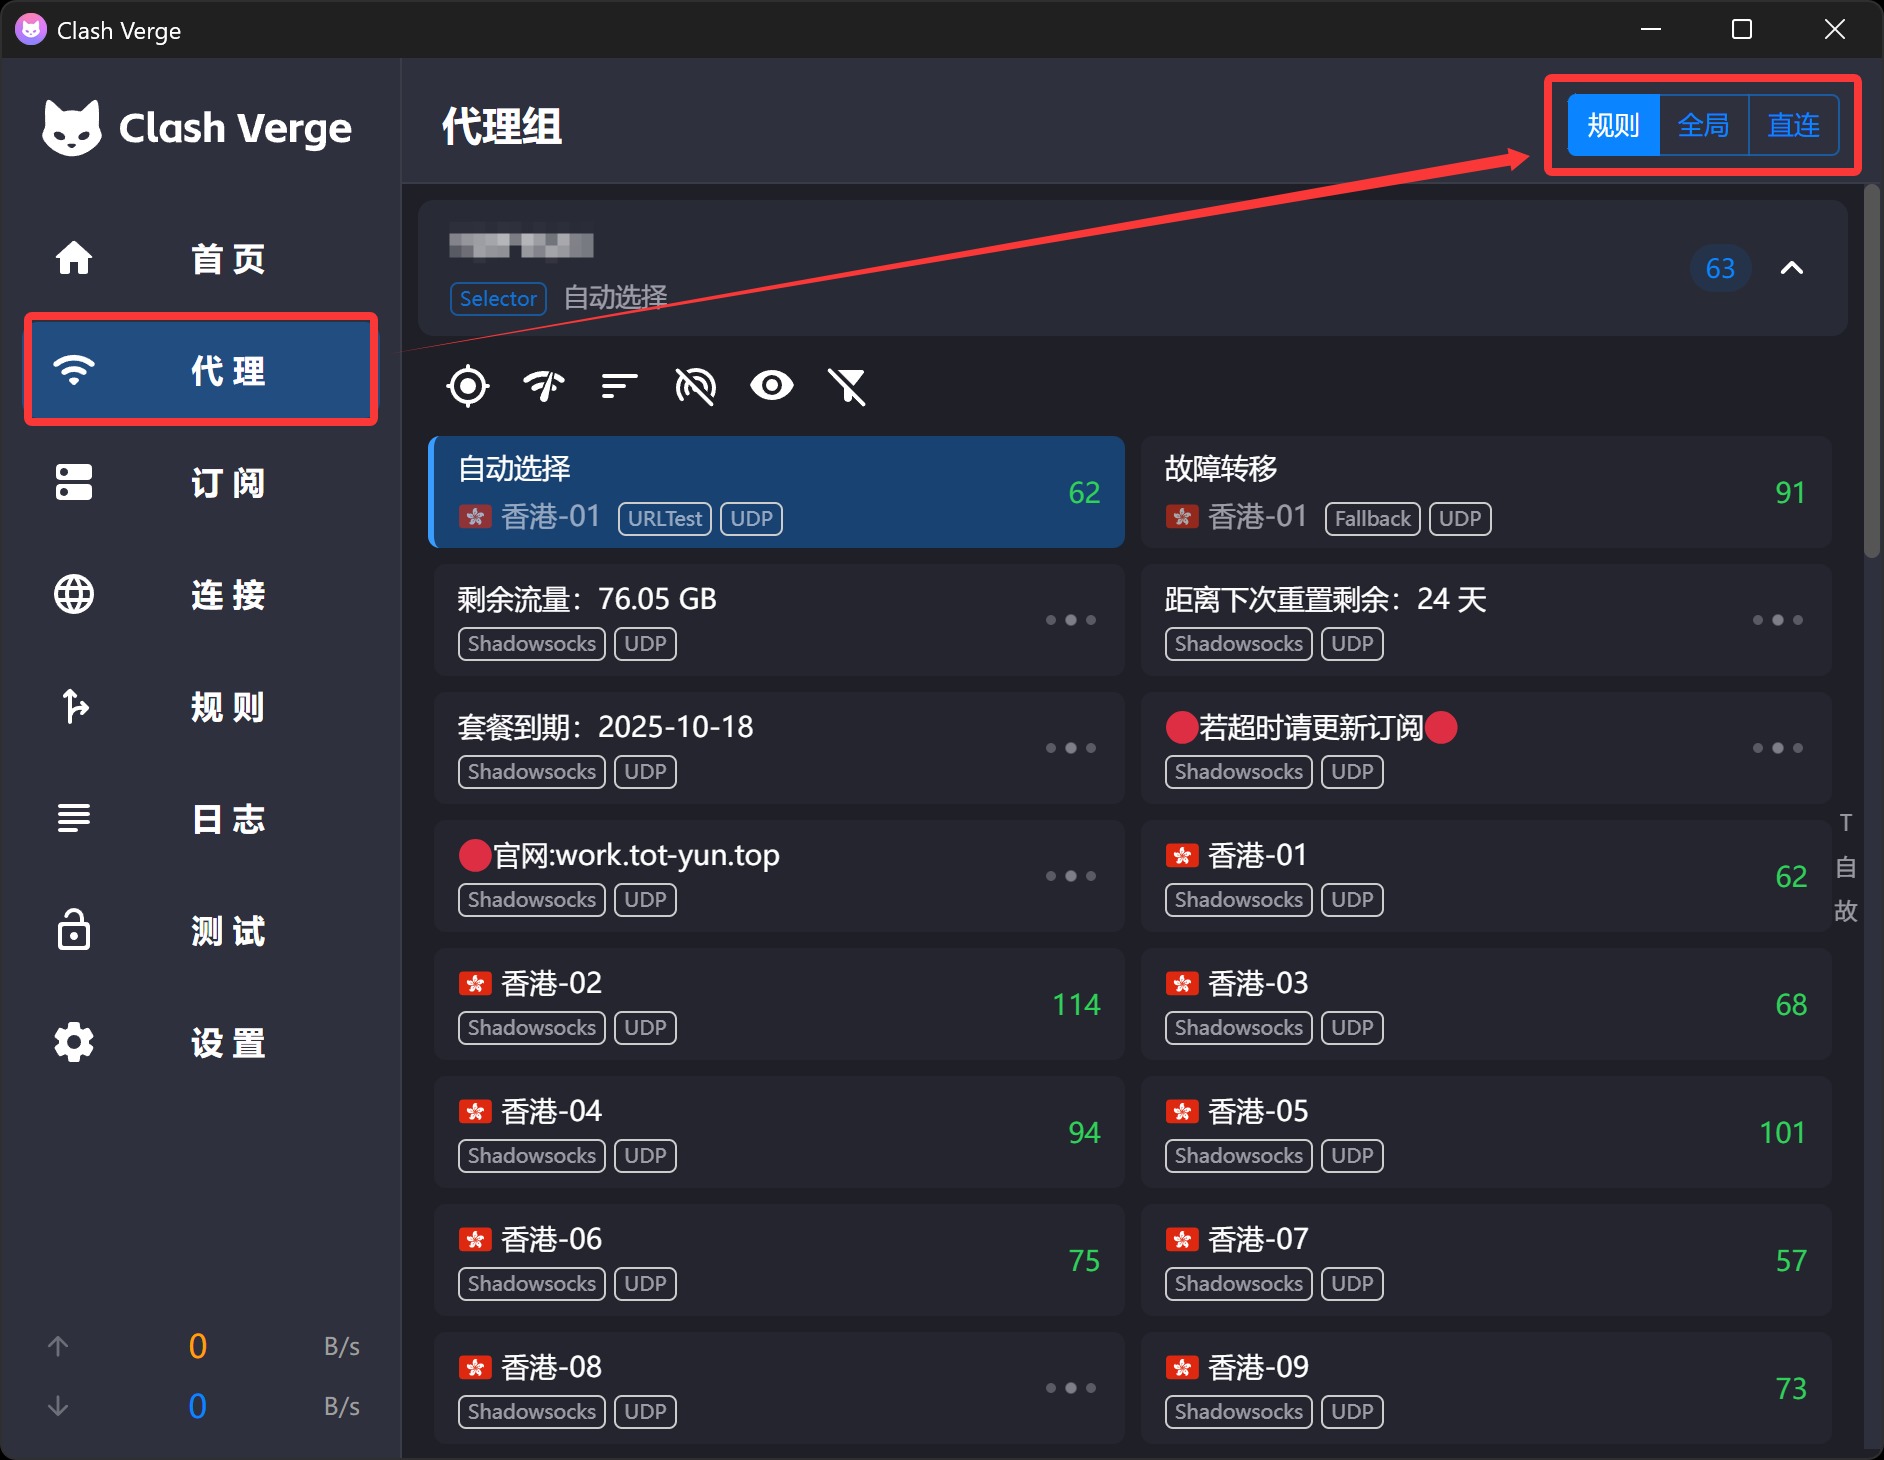 Clash Verge
Clash Verge
代理组
规则 全局 直连
首页
代理
订阅
连接
规则
日志
测试
设置
0 B/s
0 B/s
Selector 自动选择
63
自动选择
香港-01 URLTest UDP
62
故障转移
香港-01 Fallback UDP
91
剩余流量：76.05 GB
Shadowsocks UDP
距离下次重置剩余：24 天
Shadowsocks UDP
套餐到期：2025-10-18
Shadowsocks UDP
若超时请更新订阅
Shadowsocks UDP
官网:work.tot-yun.top
Shadowsocks UDP
香港-01
Shadowsocks UDP
62
香港-02
Shadowsocks UDP
114
香港-03
Shadowsocks UDP
68
香港-04
Shadowsocks UDP
94
香港-05
Shadowsocks UDP
101
香港-06
Shadowsocks UDP
75
香港-07
Shadowsocks UDP
57
香港-08
Shadowsocks UDP
香港-09
Shadowsocks UDP
73
T
自
故